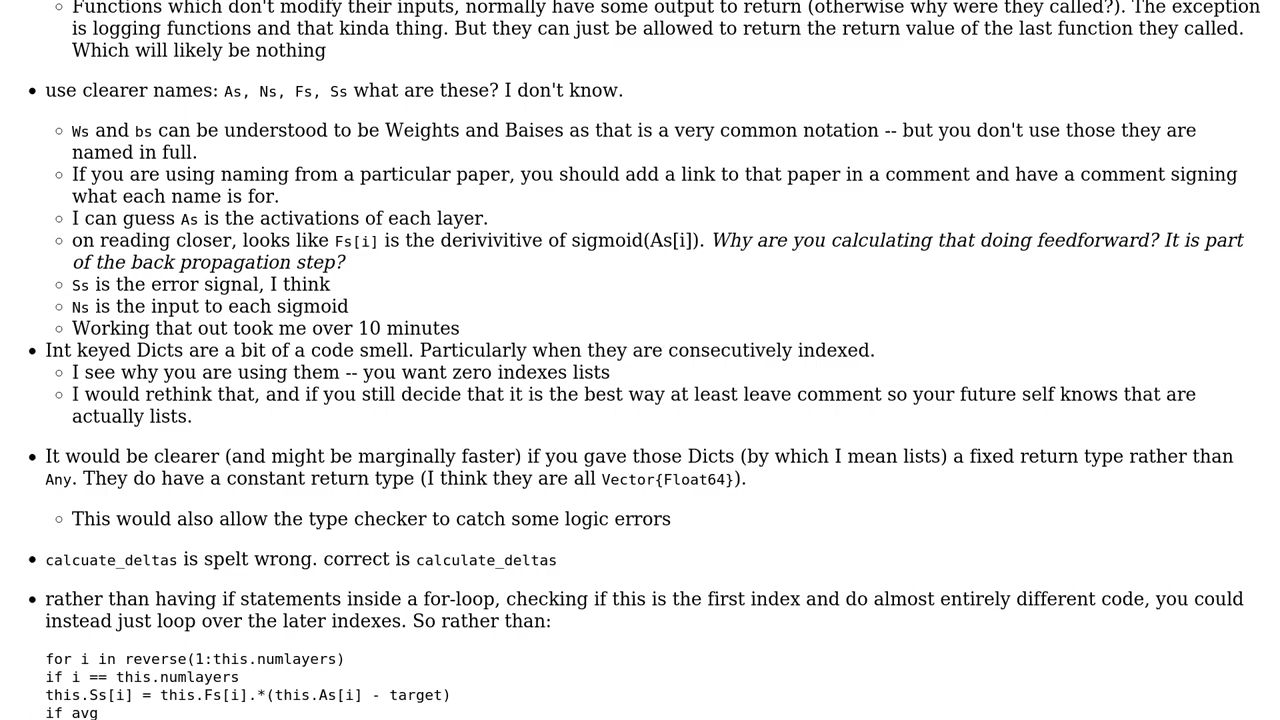 Functions which don't modify their inputs, normally have some output to return (otherwise why were they called?). The exception
is logging functions and that kinda thing. But they can just be allowed to return the return value of the last function they called.
Which will likely be nothing
use clearer names: As, Ns, Fs, Ss what are these? I don't know.
Ws and bs can be understood to be Weights and Baises as that is a very common notation -- but you don't use those they are
named in full.
If you are using naming from a particular paper, you should add a link to that paper in a comment and have a comment signing
what each name is for.
I can guess As is the activations of each layer.
on reading closer, looks like Fs[i] is the derivivitive of sigmoid(As[i]). Why are you calculating that doing feedforward? It is part
of the back propagation step?
Ss is the error signal, I think
Ns is the input to each sigmoid
Working that out took me over 10 minutes
Int keyed Dicts are a bit of a code smell. Particularly when they are consecutively indexed.
I see why you are using them -- you want zero indexes lists
I would rethink that, and if you still decide that it is the best way at least leave comment so your future self knows that are
actually lists.
It would be clearer (and might be marginally faster) if you gave those Dicts (by which I mean lists) a fixed return type rather than
Any. They do have a constant return type (I think they are all Vector{Float64}).
This would also allow the type checker to catch some logic errors
calcuate_deltas is spelt wrong. correct is calculate_deltas
rather than having if statements inside a for-loop, checking if this is the first index and do almost entirely different code, you could
instead just loop over the later indexes. So rather than:
for i in reverse(1:this.numlayers)
if i == this.numlayers
this.Ss[i] = this.Fs[i].*(this.As[i] - target)
if avg